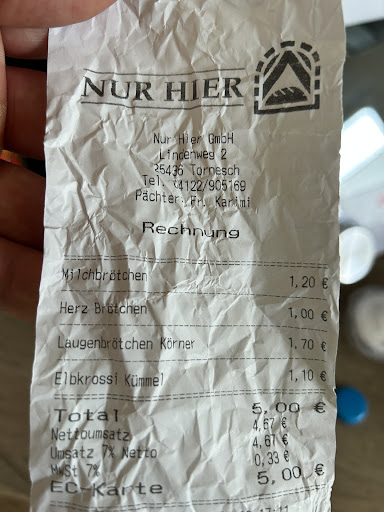 NUR HIER
Nur Hier GmbH
Lindenweg 2
25436 Tornesch
Tel. 04122/905169
Pächter: Fr. Karimi
Rechnung
Milchbrötchen 1,20 €
Herz Brötchen 1,00 €
Laugenbrötchen Körner 1,70 €
Elbkrossi Kümmel 1,10 €
Total 5,00 €
Nettoumsatz 4,67 €
Umsatz 7% Netto 4,67 €
MwSt 7% 0,33 €
EC-Karte 5,00 €
17:11